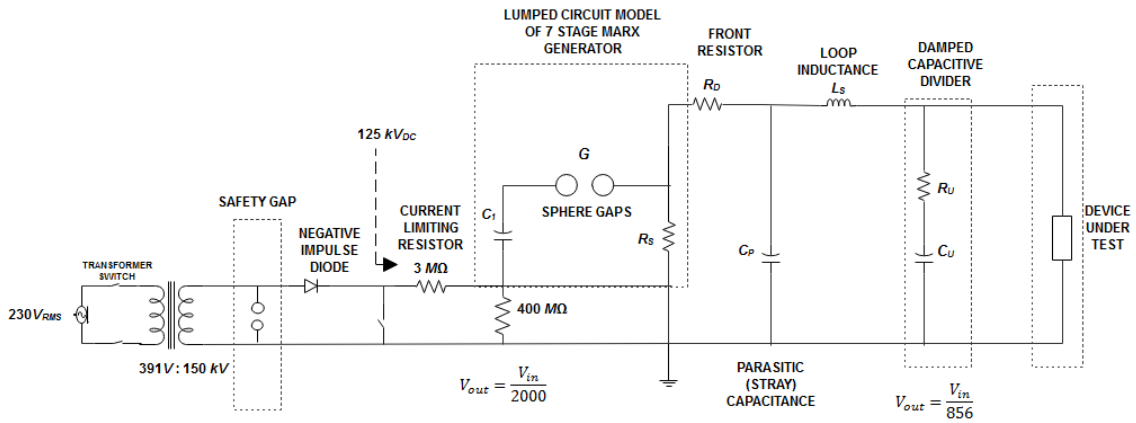 LUMPED CIRCUIT MODEL
OF 7 STAGE MARX
GENERATOR
FRONT
RESISTOR
R_D
LOOP
INDUCTANCE
L_S
DAMPED
CAPACITIVE
DIVIDER
125 kV_DC
G
SPHERE GAPS
C_1
R_S
SAFETY GAP
NEGATIVE
IMPULSE
DIODE
CURRENT
LIMITING
RESISTOR
3 MΩ
C_P
R_U
C_U
DEVICE
UNDER
TEST
TRANSFORMER
SWITCH
230V_RMS
391V : 150 kV
400 MΩ
V_out = V_in / 2000
PARASITIC
(STRAY)
CAPACITANCE
V_out = V_in / 856